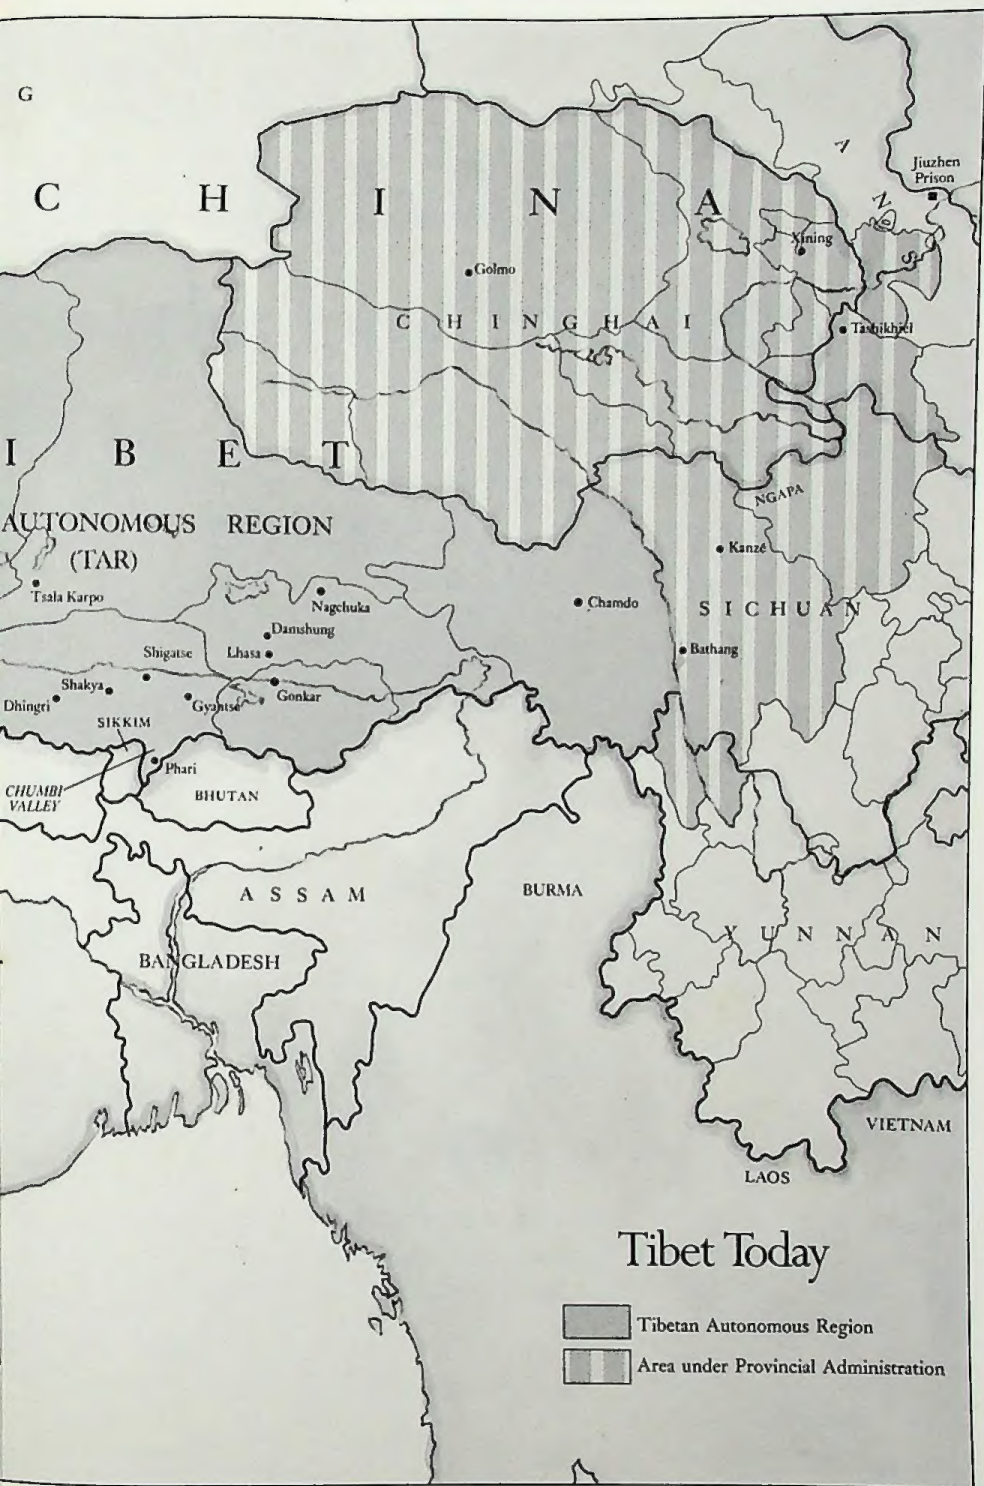 G
A
Jiuzhen
Prison
C H I N A
N
S
Xining
Golmo
C H I N G H A I
Tashikhiel
I B E T
NGAPA
AUTONOMOUS REGION
(TAR)
Kanzé
Tsala Karpo
Nagchuka
Chamdo
S I C H U A N
Damshung
Shigatse
Lhasa
Bathang
Shakya
Gonkar
Dhingri
Gyantsé
SIKKIM
Phari
CHUMBI
VALLEY
BHUTAN
A S S A M
BURMA
Y U N N A N
BANGLADESH
VIETNAM
LAOS
Tibet Today
Tibetan Autonomous Region
Area under Provincial Administration